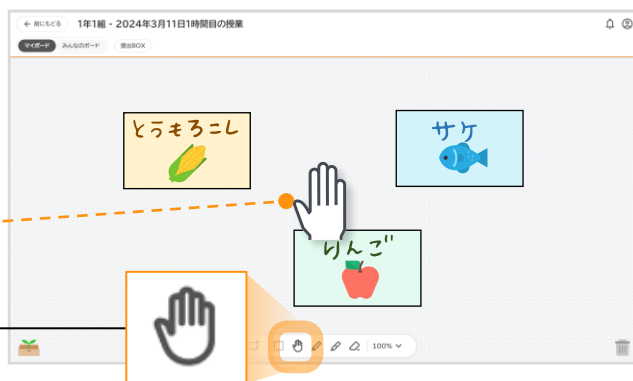 ← 前にもどる 1年1組 - 2024年3月11日1時間目の授業
マイボード みんなのボード 提出BOX
とうもろこし
サケ
りんご
100%